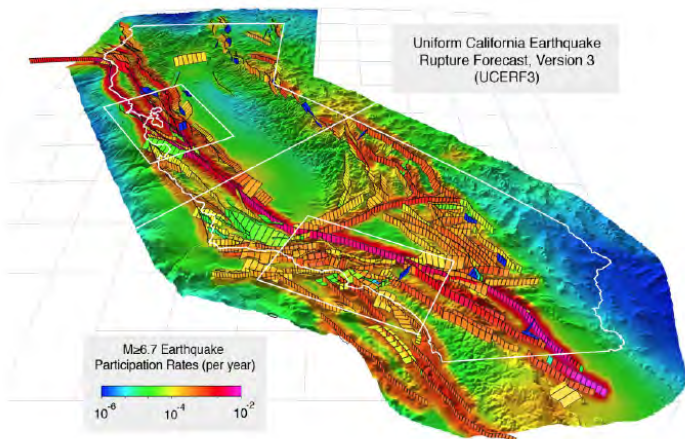 Uniform California Earthquake
Rupture Forecast, Version 3
(UCERF3)
M≥6.7 Earthquake
Participation Rates (per year)
10⁻⁶ 10⁻⁴ 10⁻²